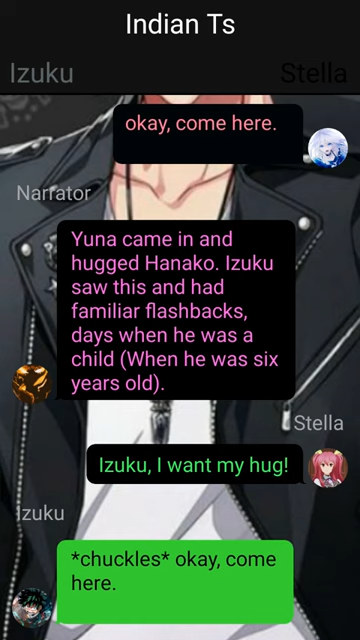 Indian Ts
Izuku
Stella
okay, come here.
Narrator
Yuna came in and
hugged Hanako. Izuku
saw this and had
familiar flashbacks,
days when he was a
child (When he was six
years old).
Stella
Izuku, I want my hug!
Izuku
*chuckles* okay, come
here.